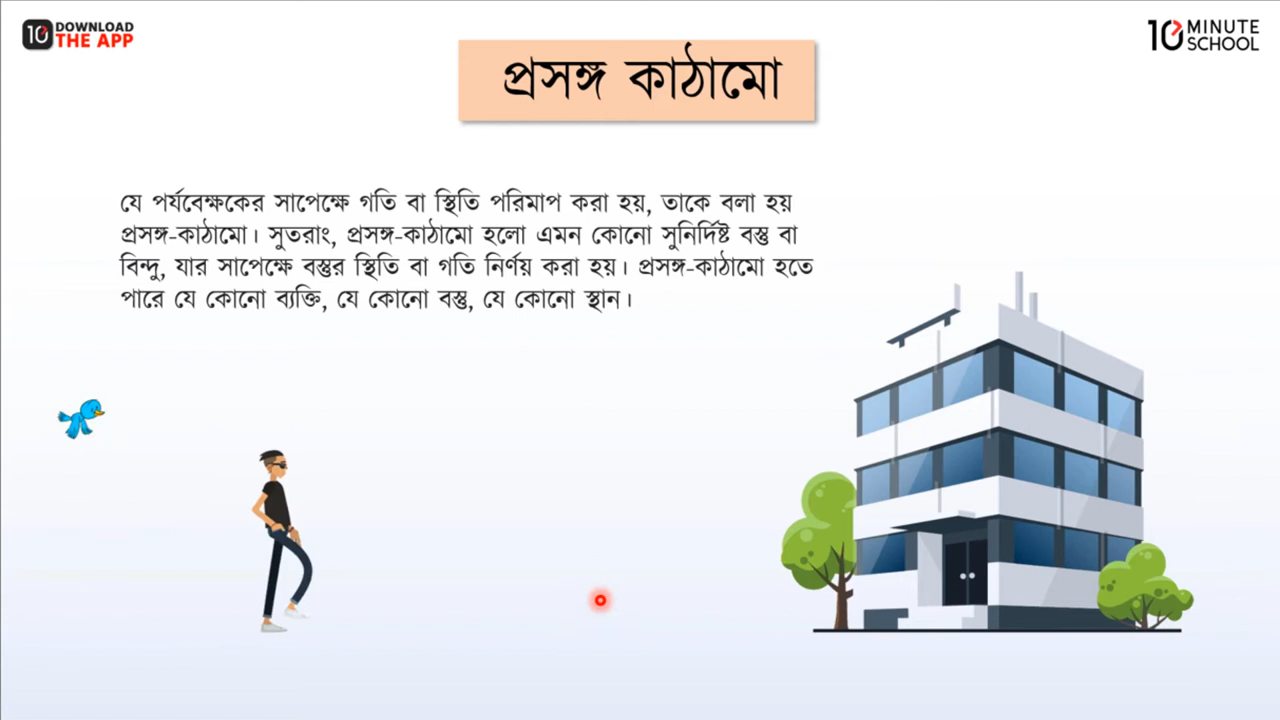 10 DOWNLOAD
THE APP
10 MINUTE
SCHOOL
প্রসঙ্গ কাঠামো
যে পর্যবেক্ষকের সাপেক্ষে গতি বা স্থিতি পরিমাপ করা হয়, তাকে বলা হয়
প্রসঙ্গ-কাঠামো। সুতরাং, প্রসঙ্গ-কাঠামো হলো এমন কোনো সুনির্দিষ্ট বস্তু বা
বিন্দু, যার সাপেক্ষে বস্তুর স্থিতি বা গতি নির্ণয় করা হয়। প্রসঙ্গ-কাঠামো হতে
পারে যে কোনো ব্যক্তি, যে কোনো বস্তু, যে কোনো স্থান।